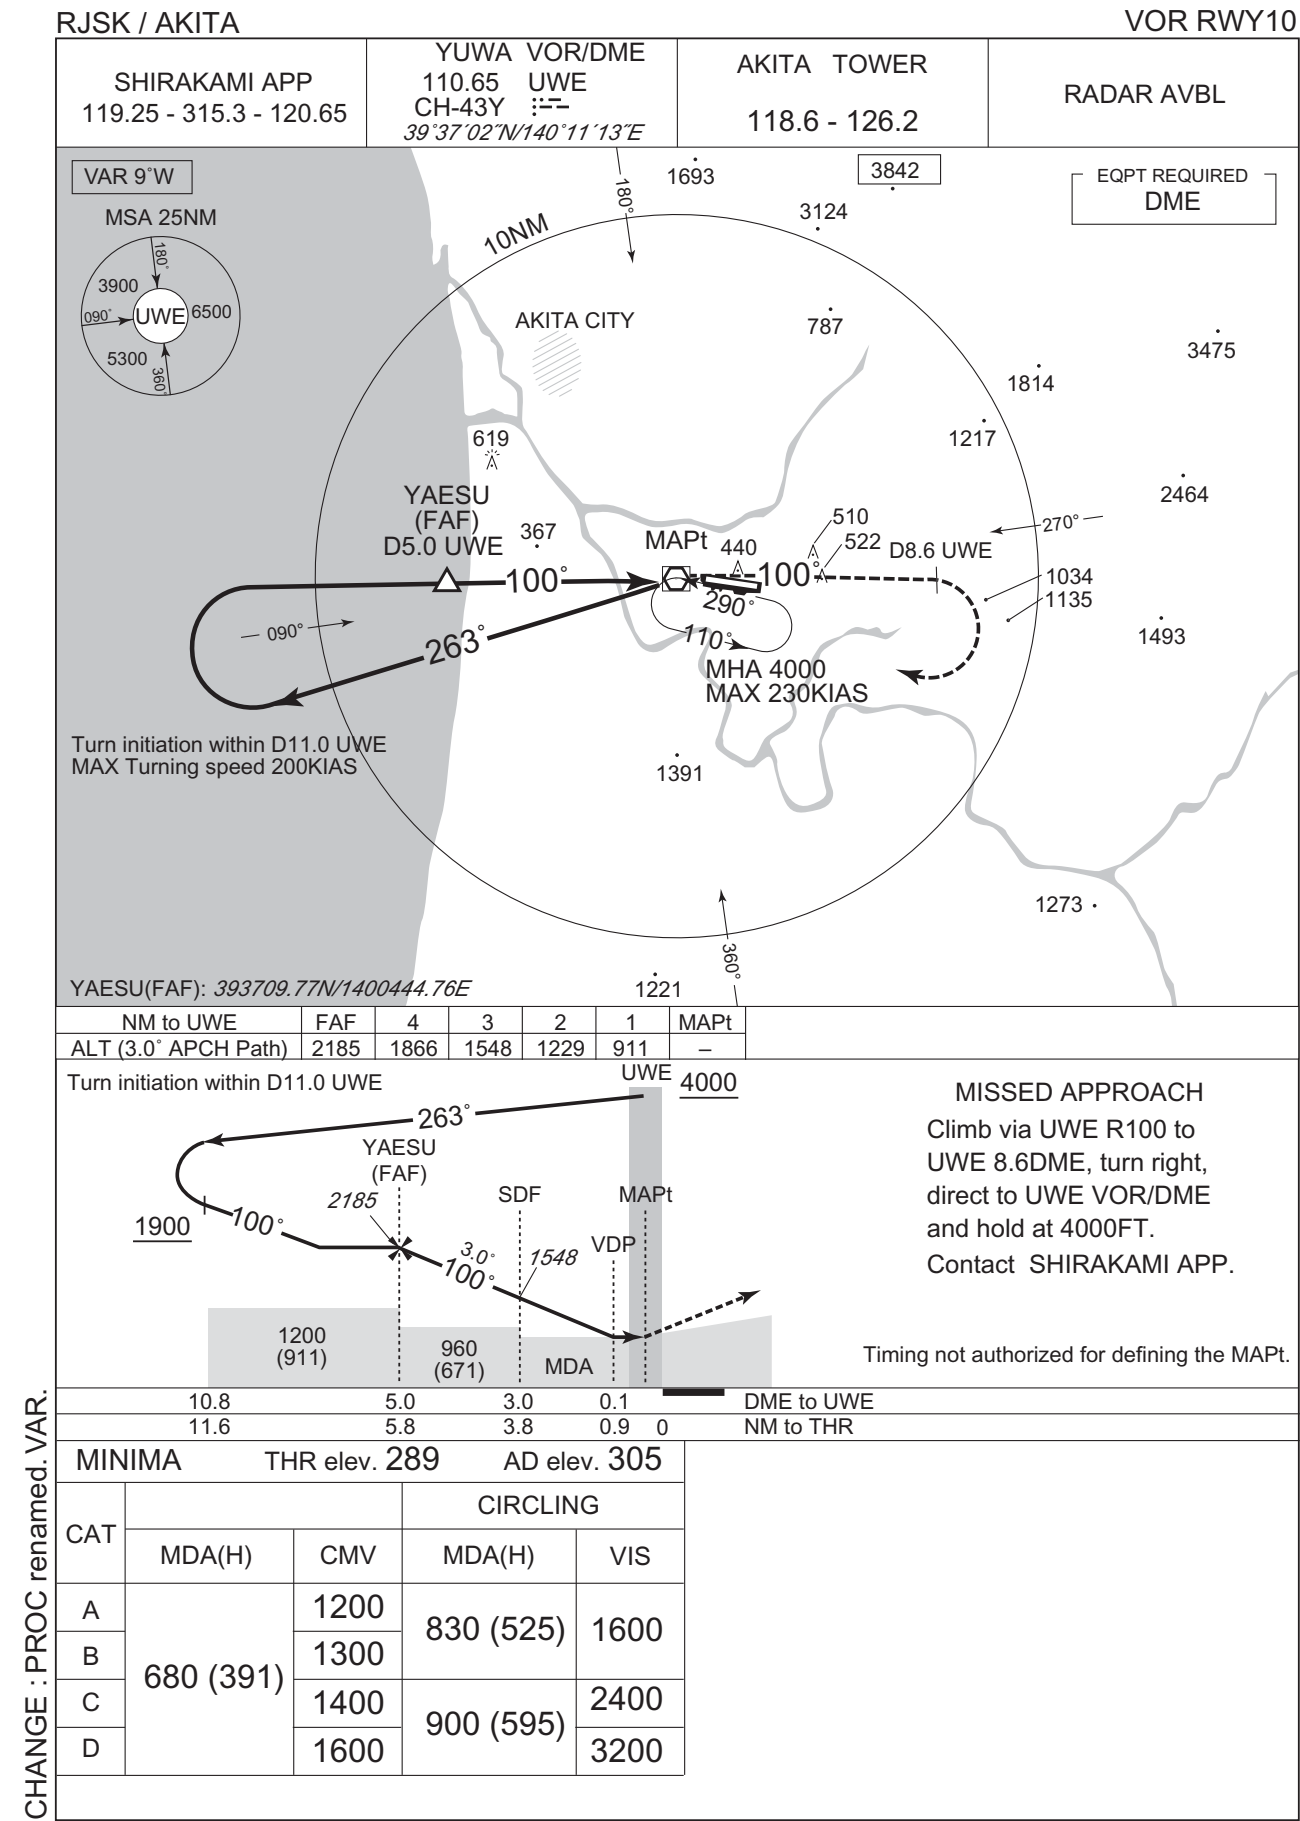 RJSK / AKITA
VOR RWY10
SHIRAKAMI APP
119.25 - 315.3 - 120.65
YUWA VOR/DME
110.65 UWE
CH-43Y
39˚37´02˝N/140˚11´13˝E
AKITA TOWER
118.6 - 126.2
RADAR AVBL
VAR 9˚W
MSA 25NM
180˚
3900
090˚
UWE
6500
5300
360˚
180˚
1693
3842
EQPT REQUIRED
DME
3124
10NM
AKITA CITY
787
3475
1814
1217
619
2464
YAESU
(FAF)
D5.0 UWE
367
MAPt
440
510
522
D8.6 UWE
270˚
100˚
100˚
1034
1135
290˚
090˚
263˚
110˚
1493
MHA 4000
MAX 230KIAS
Turn initiation within D11.0 UWE
MAX Turning speed 200KIAS
1391
1273
360˚
YAESU(FAF): 393709.77N/1400444.76E
1221
NM to UWE FAF 4 3 2 1 MAPt
ALT (3.0˚ APCH Path) 2185 1866 1548 1229 911 –
Turn initiation within D11.0 UWE
UWE
4000
263˚
YAESU
(FAF)
2185
SDF
MAPt
1900
100˚
3.0˚
100˚
1548
VDP
1200
(911)
960
(671)
MDA
MISSED APPROACH
Climb via UWE R100 to
UWE 8.6DME, turn right,
direct to UWE VOR/DME
and hold at 4000FT.
Contact SHIRAKAMI APP.
Timing not authorized for defining the MAPt.
10.8 5.0 3.0 0.1 DME to UWE
11.6 5.8 3.8 0.9 0 NM to THR
MINIMA THR elev. 289 AD elev. 305
CAT
CIRCLING
MDA(H) CMV MDA(H) VIS
A 1200
B 1300
680 (391)
830 (525) 1600
C 1400 2400
D 1600 3200
900 (595)
CHANGE : PROC renamed. VAR.